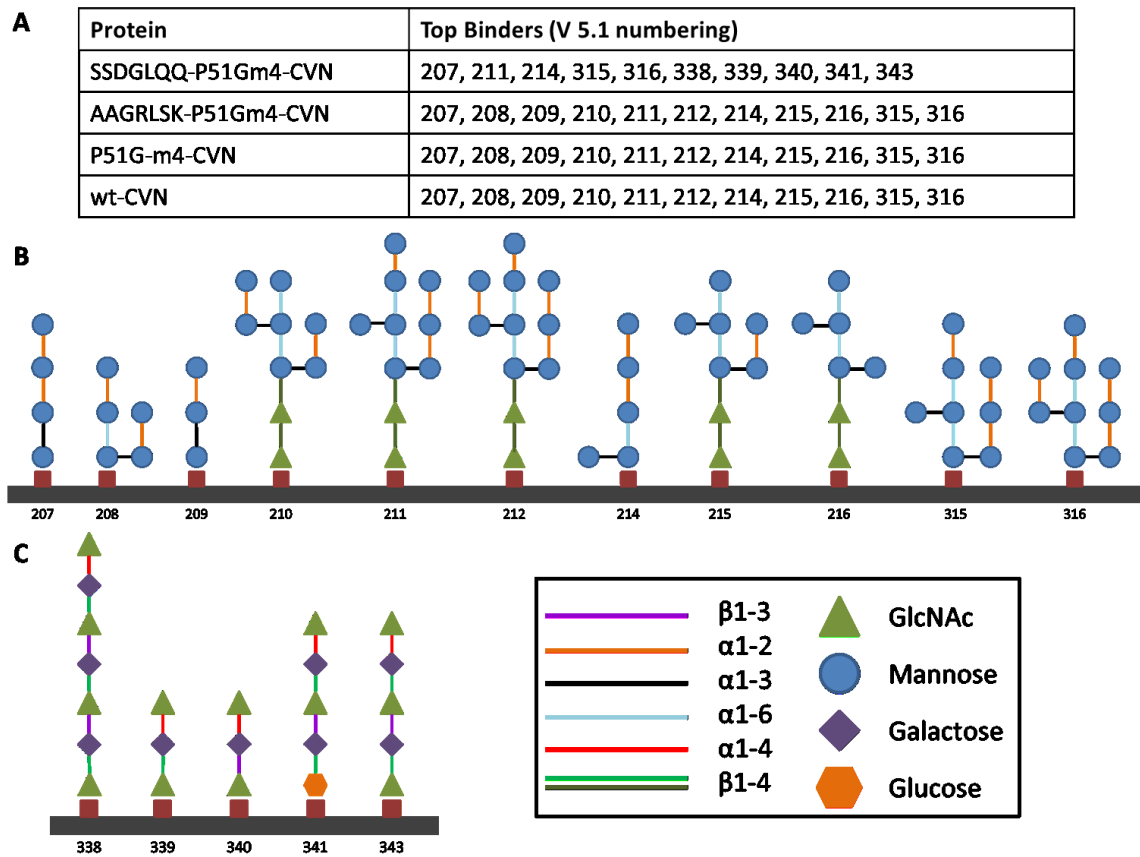 A
Protein Top Binders (V 5.1 numbering)
SSDGLQQ-P51Gm4-CVN 207, 211, 214, 315, 316, 338, 339, 340, 341, 343
AAGRLSK-P51Gm4-CVN 207, 208, 209, 210, 211, 212, 214, 215, 216, 315, 316
P51G-m4-CVN 207, 208, 209, 210, 211, 212, 214, 215, 216, 315, 316
wt-CVN 207, 208, 209, 210, 211, 212, 214, 215, 216, 315, 316
B
207 208 209 210 211 212 214 215 216 315 316
C
338 339 340 341 343
β1-3
α1-2
α1-3
α1-6
α1-4
β1-4
GlcNAc
Mannose
Galactose
Glucose